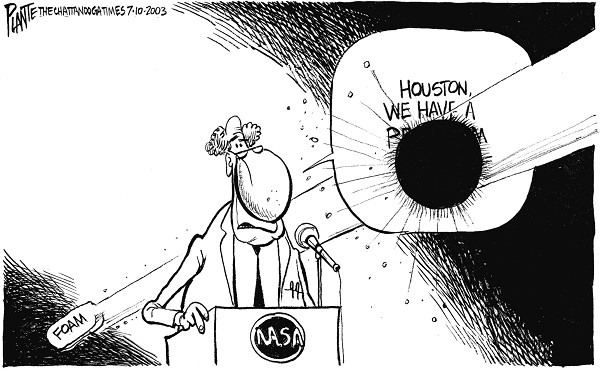 PLANTE THE CHATTANOOGA TIMES 7-10-2003
HOUSTON,
WE HAVE A
FOAM
NASA